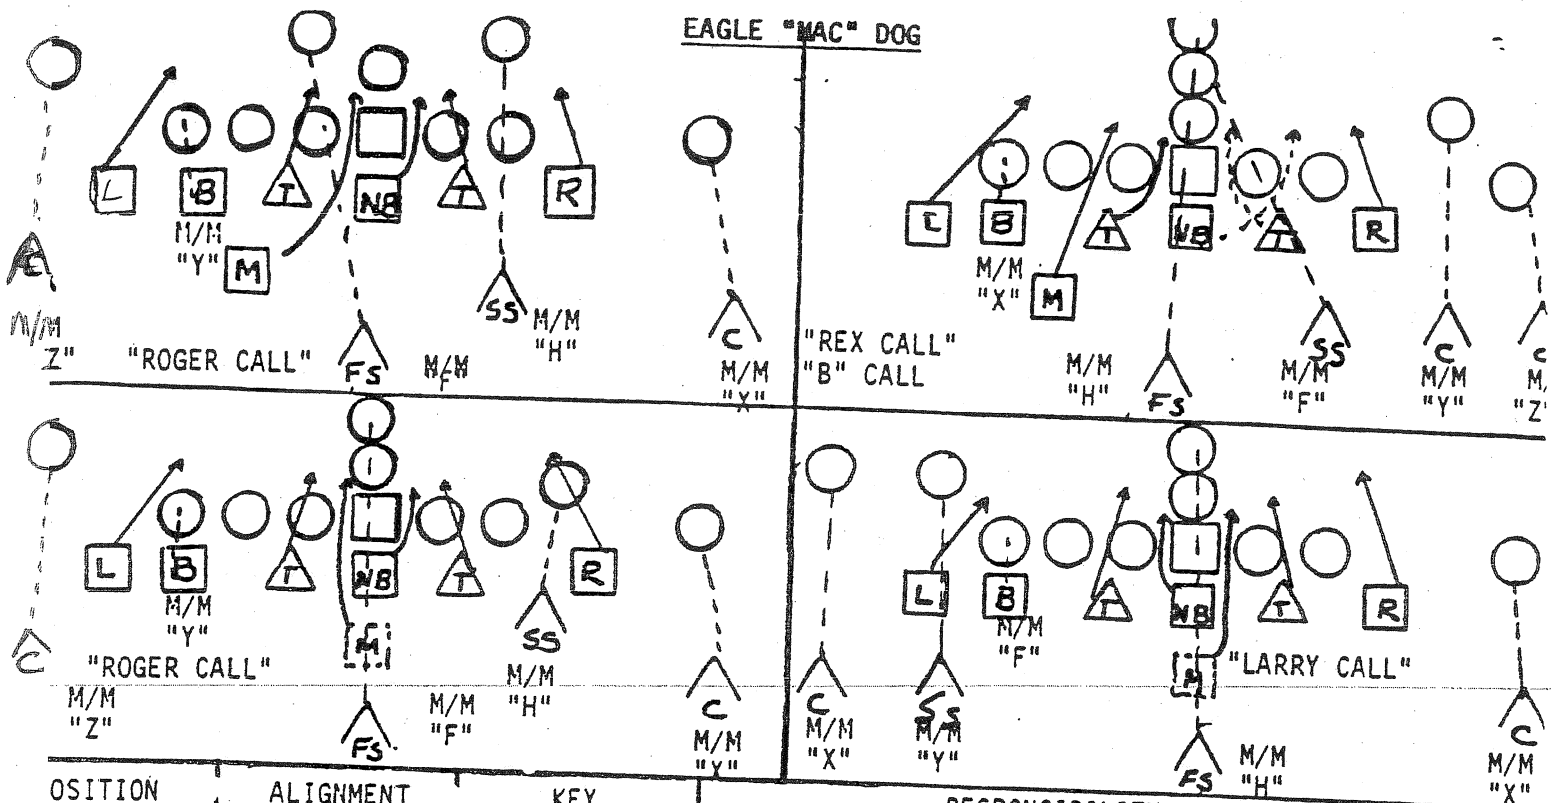 EAGLE "MAC" DOG
L
B
T
NB
T
R
M/M
"Y"
M
C
M/M
Z"
"ROGER CALL"
FS
M/M
"F"
SS
M/M
"H"
C
M/M
"X"
L
B
T
NB
T
R
M/M
"X"
M
"REX CALL"
"B" CALL
M/M
"H"
FS
SS
M/M
"F"
C
M/M
"Y"
C
M/
"Z"
L
B
T
NB
T
R
M/M
"Y"
M
C
"ROGER CALL"
M/M
"Z"
FS
M/M
"F"
SS
M/M
"H"
C
M/M
"X"
L
B
T
NB
T
R
M/M
"F"
M
"LARRY CALL"
C
M/M
"X"
SS
M/M
"Y"
FS
M/M
"H"
C
M/M
"X"
OSITION
ALIGNMENT
KEY